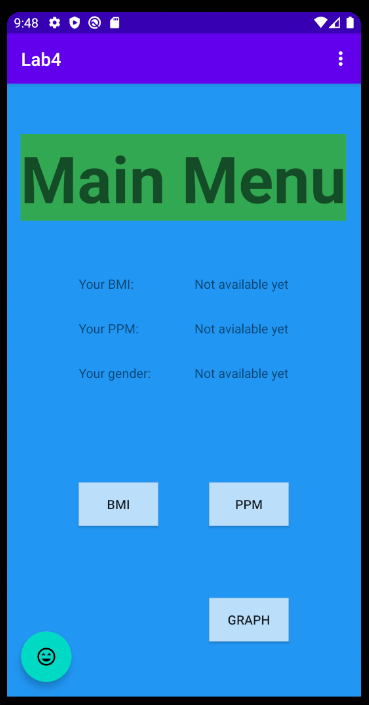 9:48
Lab4
Main Menu
Your BMI: Not available yet
Your PPM: Not avialable yet
Your gender: Not available yet
BMI PPM
GRAPH